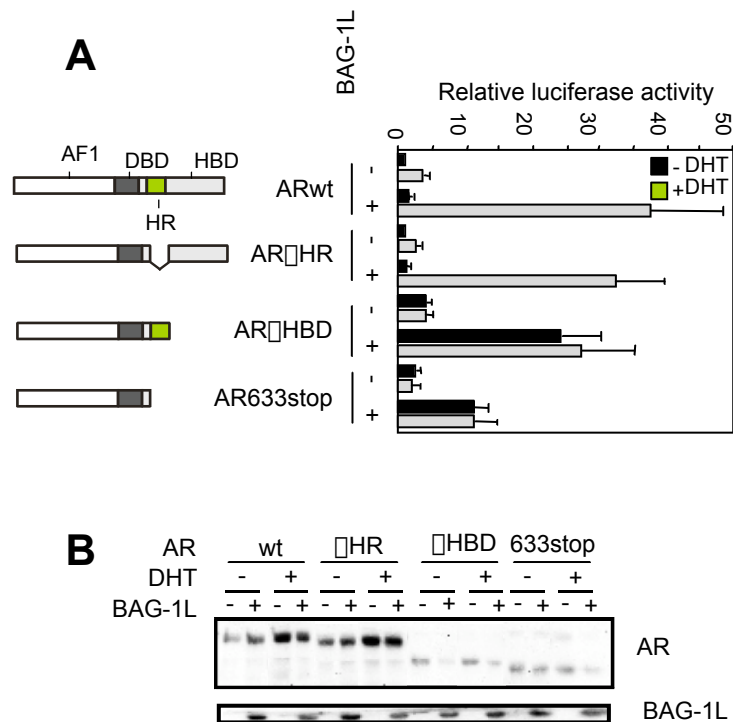 A
BAG-1L
Relative luciferase activity
0 10 20 30 40 50
- DHT
+DHT
AF1 DBD HBD
HR
ARwt
-
+
AR▯HR
-
+
AR▯HBD
-
+
AR633stop
-
+
B
AR wt ▯HR ▯HBD 633stop
DHT - + - + - + - +
BAG-1L - + - + - + - + - + - + - + - +
AR
BAG-1L